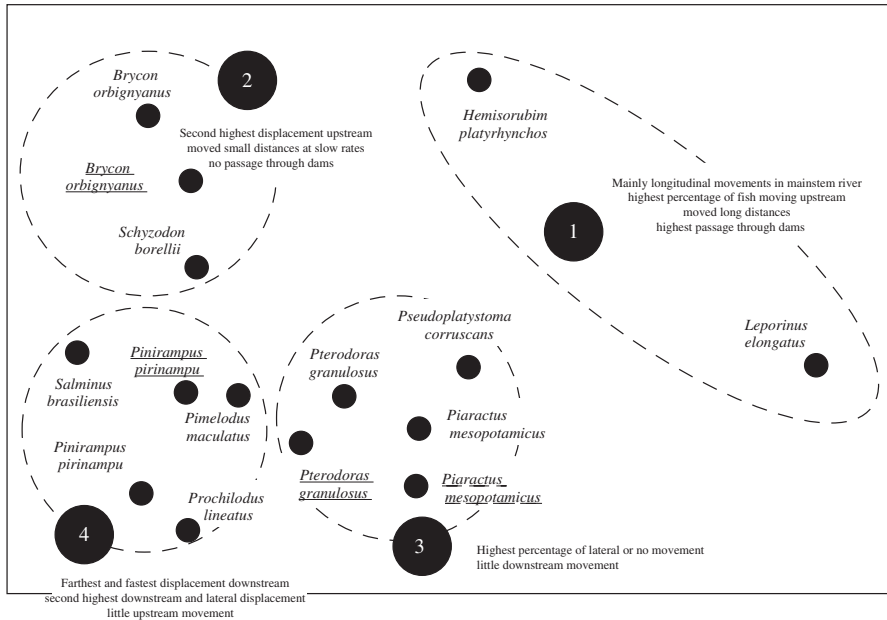 Brycon
orbignyanus
2
Second highest displacement upstream
moved small distances at slow rates
no passage through dams
Brycon
orbignyanus
Schyzodon
borellii
Hemisorubim
platyrhynchos
Mainly longitudinal movements in mainstem river
highest percentage of fish moving upstream
moved long distances
highest passage through dams
1
Leporinus
elongatus
Pseudoplatystoma
corruscans
Pterodoras
granulosus
Piaractus
mesopotamicus
Pterodoras
granulosus
Piaractus
mesopotamicus
3
Highest percentage of lateral or no movement
little downstream movement
Pinirampus
pirinampu
Salminus
brasiliensis
Pimelodus
maculatus
Pinirampus
pirinampu
Prochilodus
lineatus
4
Farthest and fastest displacement downstream
second highest downstream and lateral displacement
little upstream movement